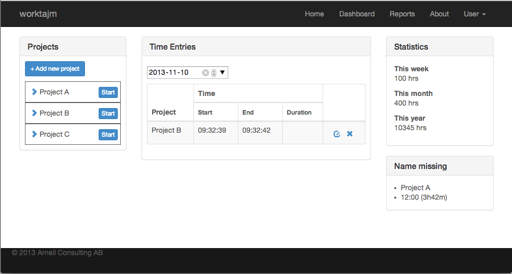 worktajm
Home Dashboard Reports About User
Projects
+ Add new project
Project A Start
Project B Start
Project C Start
Time Entries
2013-11-10
Time
Project Start End Duration
Project B 09:32:39 09:32:42
Statistics
This week
100 hrs
This month
400 hrs
This year
10345 hrs
Name missing
• Project A
• 12:00 (3h42m)
© 2013 Arnell Consulting AB